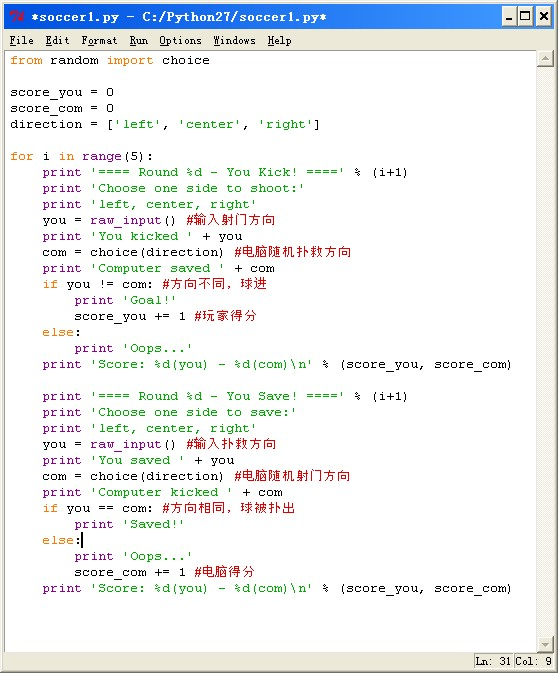 *soccer1.py - C:/Python27/soccer1.py*
File Edit Format Run Options Windows Help
from random import choice
score_you = 0
score_com = 0
direction = ['left', 'center', 'right']
for i in range(5):
    print '==== Round %d - You Kick! ====' % (i+1)
    print 'Choose one side to shoot:'
    print 'left, center, right'
    you = raw_input() #输入射门方向
    print 'You kicked ' + you
    com = choice(direction) #电脑随机扑救方向
    print 'Computer saved ' + com
    if you != com: #方向不同，球进
        print 'Goal!'
        score_you += 1 #玩家得分
    else:
        print 'Oops...'
    print 'Score: %d(you) - %d(com)\n' % (score_you, score_com)
    print '==== Round %d - You Save! ====' % (i+1)
    print 'Choose one side to save:'
    print 'left, center, right'
    you = raw_input() #输入扑救方向
    print 'You saved ' + you
    com = choice(direction) #电脑随机射门方向
    print 'Computer kicked ' + com
    if you == com: #方向相同，球被扑出
        print 'Saved!'
    else:
        print 'Oops...'
        score_com += 1 #电脑得分
    print 'Score: %d(you) - %d(com)\n' % (score_you, score_com)
Ln: 31 Col: 9